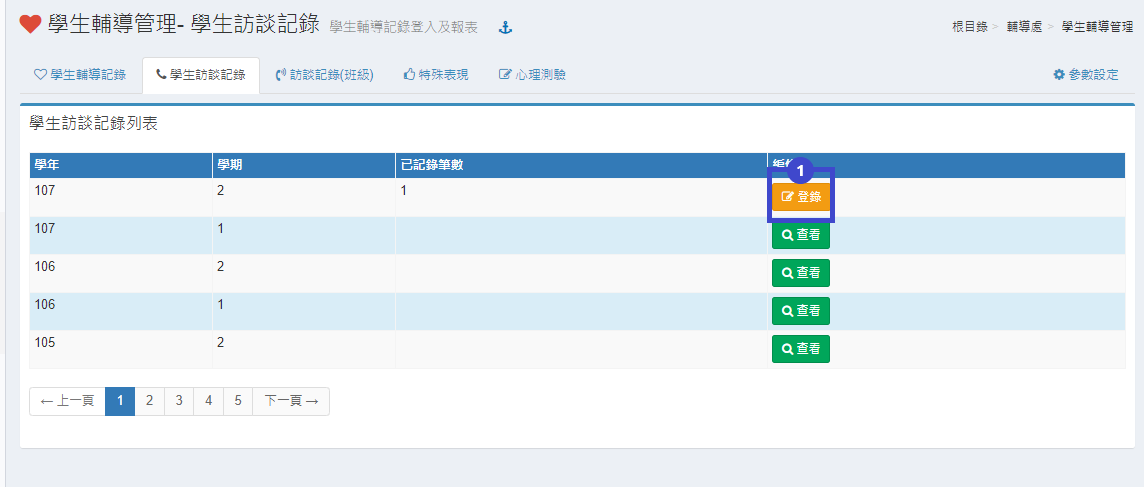 學生輔導管理- 學生訪談記錄 學生輔導記錄登入及報表
根目錄 > 輔導處 > 學生輔導管理
學生輔導記錄 學生訪談記錄 訪談記錄(班級) 特殊表現 心理測驗 參數設定
學生訪談記錄列表
學年 學期 已記錄筆數
1
107 2 1 登錄
107 1 查看
106 2 查看
106 1 查看
105 2 查看
←上一頁 1 2 3 4 5 下一頁→